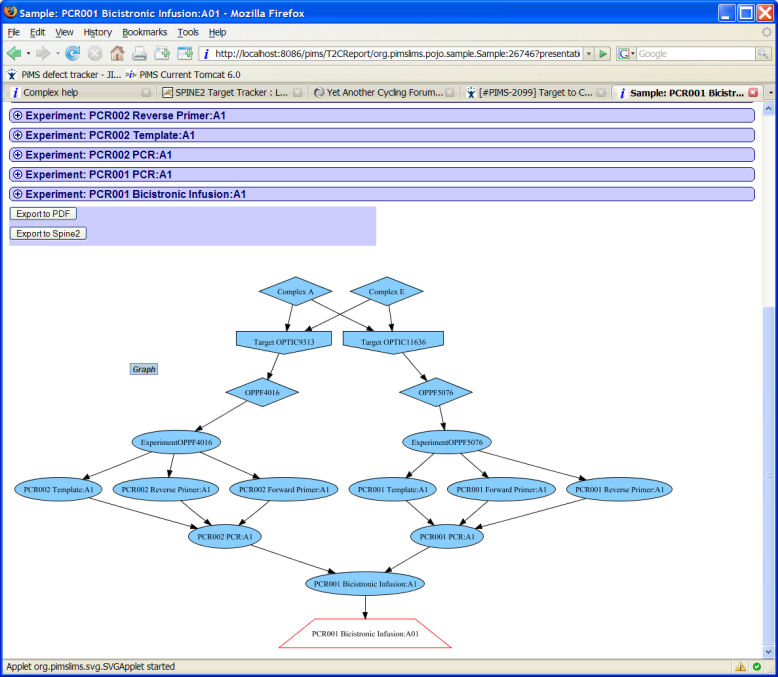 Sample: PCR001 Bicistronic Infusion:A01 - Mozilla Firefox
File Edit View History Bookmarks Tools Help
http://localhost:8086/pims/T2CReport/org.pimslims.pojo.sample.Sample:26746?presentati
Google
PiMS defect tracker - JI... PiMS Current Tomcat 6.0
Complex help
SPINE2 Target Tracker : L...
Yet Another Cycling Forum...
[#PIMS-2099] Target to C...
Sample: PCR001 Bicistr...
Experiment: PCR002 Reverse Primer:A1
Experiment: PCR002 Template:A1
Experiment: PCR002 PCR:A1
Experiment: PCR001 PCR:A1
Experiment: PCR001 Bicistronic Infusion:A1
Export to PDF
Export to Spine2
Complex A
Complex E
Target OPTIC9313
Target OPTIC11636
Graph
OPPF4016
OPPF5076
ExperimentOPPF4016
ExperimentOPPF5076
PCR002 Template:A1
PCR002 Reverse Primer:A1
PCR002 Forward Primer:A1
PCR001 Template:A1
PCR001 Forward Primer:A1
PCR001 Reverse Primer:A1
PCR002 PCR:A1
PCR001 PCR:A1
PCR001 Bicistronic Infusion:A1
PCR001 Bicistronic Infusion:A01
Applet org.pimslims.svg.SVGApplet started